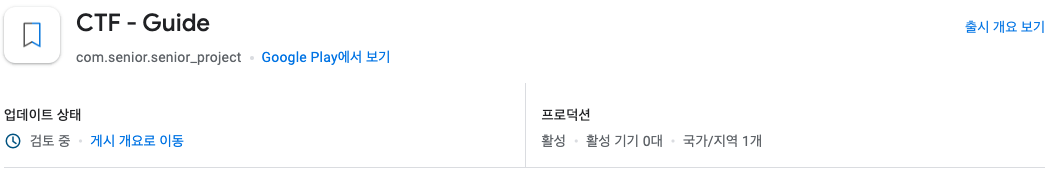 CTF - Guide
출시 개요 보기
com.senior.senior_project • Google Play에서 보기
업데이트 상태
프로덕션
검토 중 • 게시 개요로 이동
활성 • 활성 기기 0대 • 국가/지역 1개